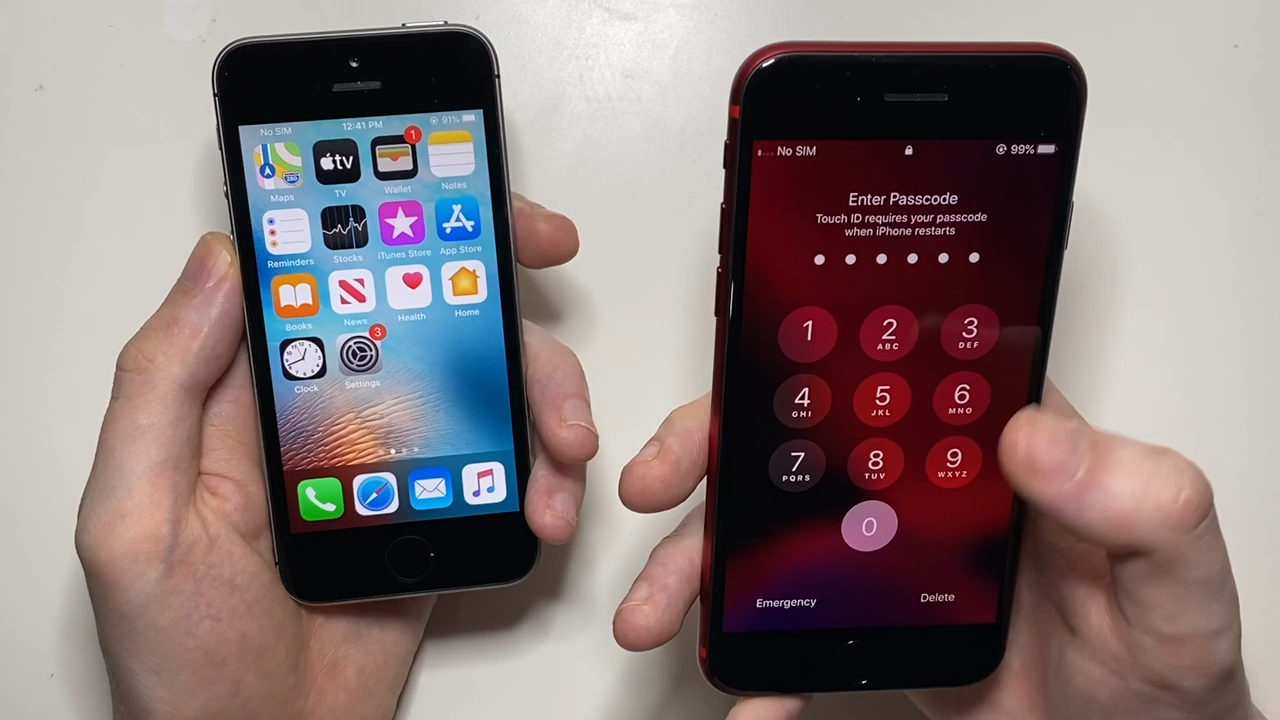 No SIM 12:41 PM 91%
1
Maps tv TV Wallet Notes
Reminders Stocks iTunes Store App Store
Books News Health Home
3
Clock Settings
280
No SIM 99%
Enter Passcode
Touch ID requires your passcode
when iPhone restarts
1 2 3
ABC DEF
4 5 6
GHI JKL MNO
7 8 9
PQRS TUV WXYZ
0
Emergency Delete